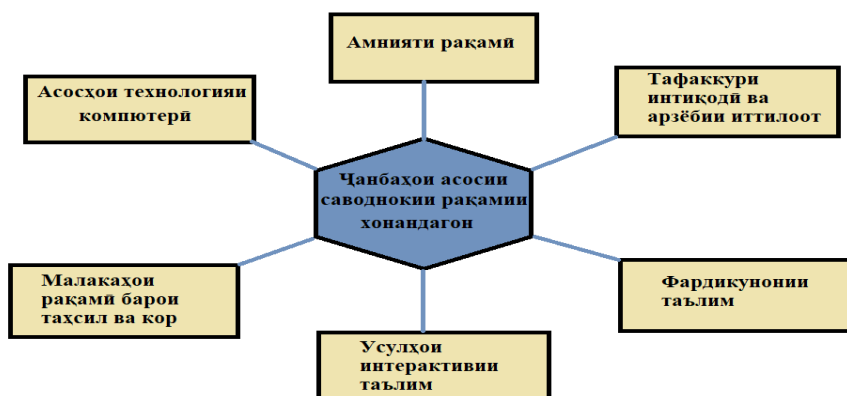 Амнияти рақамӣ
Асосҳои технологияи
компютерӣ
Тафаккури
интиқодӣ ва
арзёбии иттилоот
Ҷанбаҳои асосии
саводнокии рақамии
хонандагон
Малакаҳои
рақамӣ барои
таҳсил ва кор
Фардикунонии
таълим
Усулҳои
интерактивии
таълим